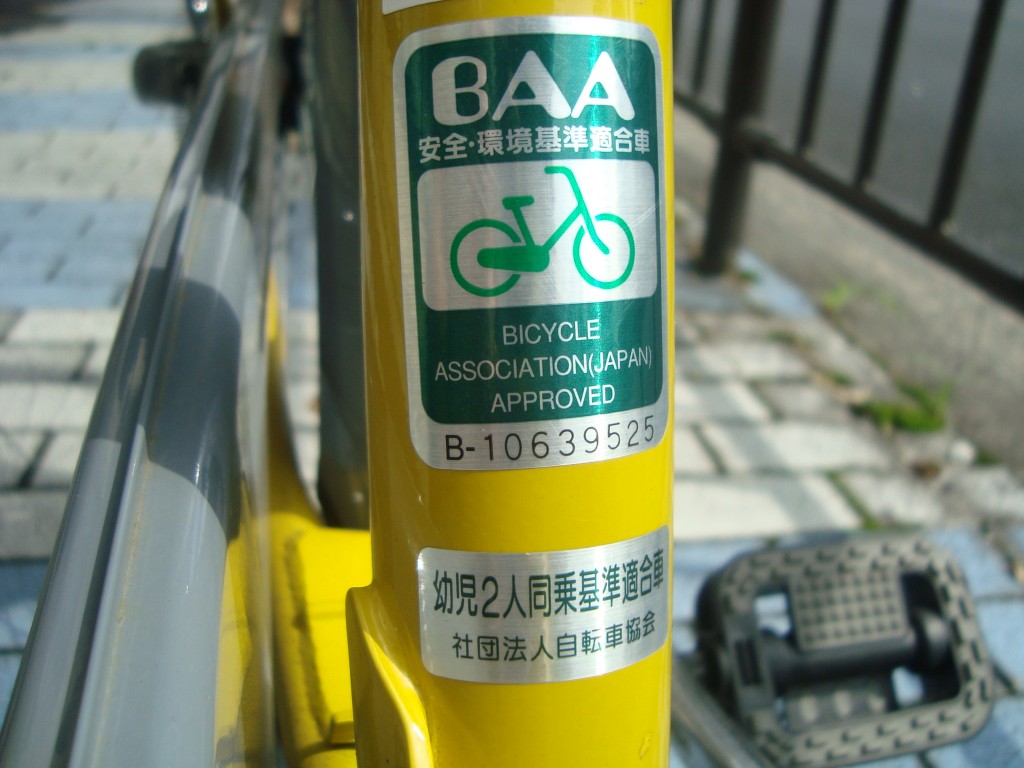 BAA
安全・環境基準適合車
BICYCLE
ASSOCIATION(JAPAN)
APPROVED
B-10639525
幼児2人同乗基準適合車
社団法人自転車協会